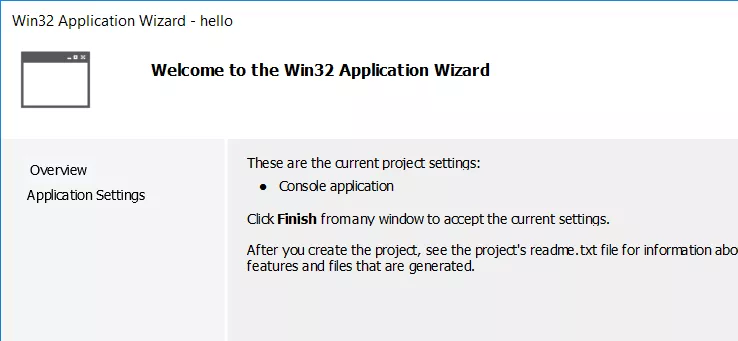 Win32 Application Wizard - hello
Welcome to the Win32 Application Wizard
Overview
Application Settings
These are the current project settings:
● Console application
Click Finish from any window to accept the current settings.
After you create the project, see the project's readme.txt file for information abo
features and files that are generated.